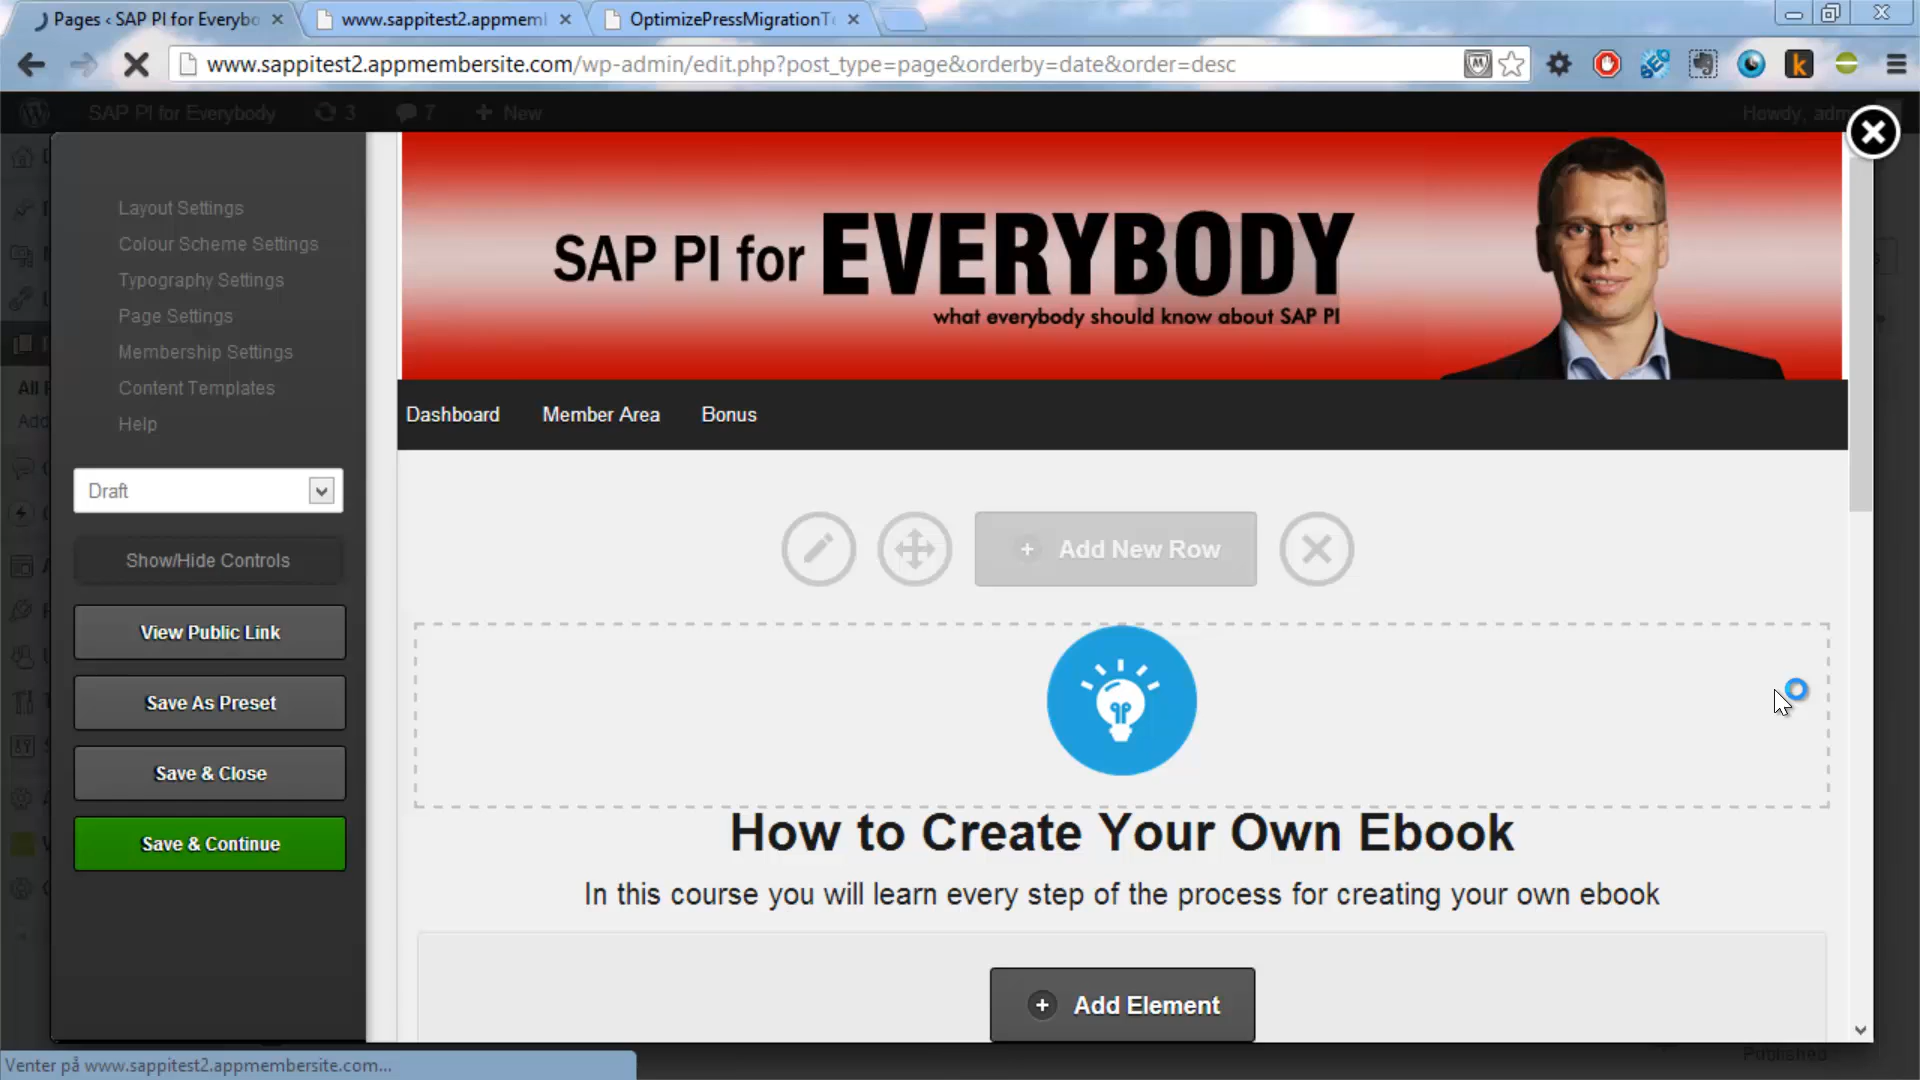 Pages ‹ SAP PI for Everybo
www.sappitest2.appmeml
OptimizePressMigrationT
www.sappitest2.appmembersite.com/wp-admin/edit.php?post_type=page&orderby=date&order=desc
SAP PI for Everybody
3
7
+ New
Howdy, adm
SAP PI for EVERYBODY
what everybody should know about SAP PI
Layout Settings
Colour Scheme Settings
Typography Settings
Page Settings
Membership Settings
Content Templates
Help
Draft
Show/Hide Controls
View Public Link
Save As Preset
Save & Close
Save & Continue
Dashboard
Member Area
Bonus
+ Add New Row
How to Create Your Own Ebook
In this course you will learn every step of the process for creating your own ebook
+ Add Element
All
Add
Published
Venter på www.sappitest2.appmembersite.com...